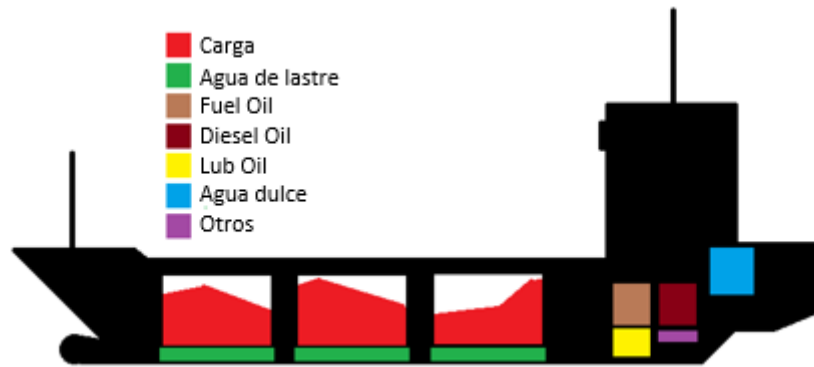 Carga
Agua de lastre
Fuel Oil
Diesel Oil
Lub Oil
Agua dulce
Otros